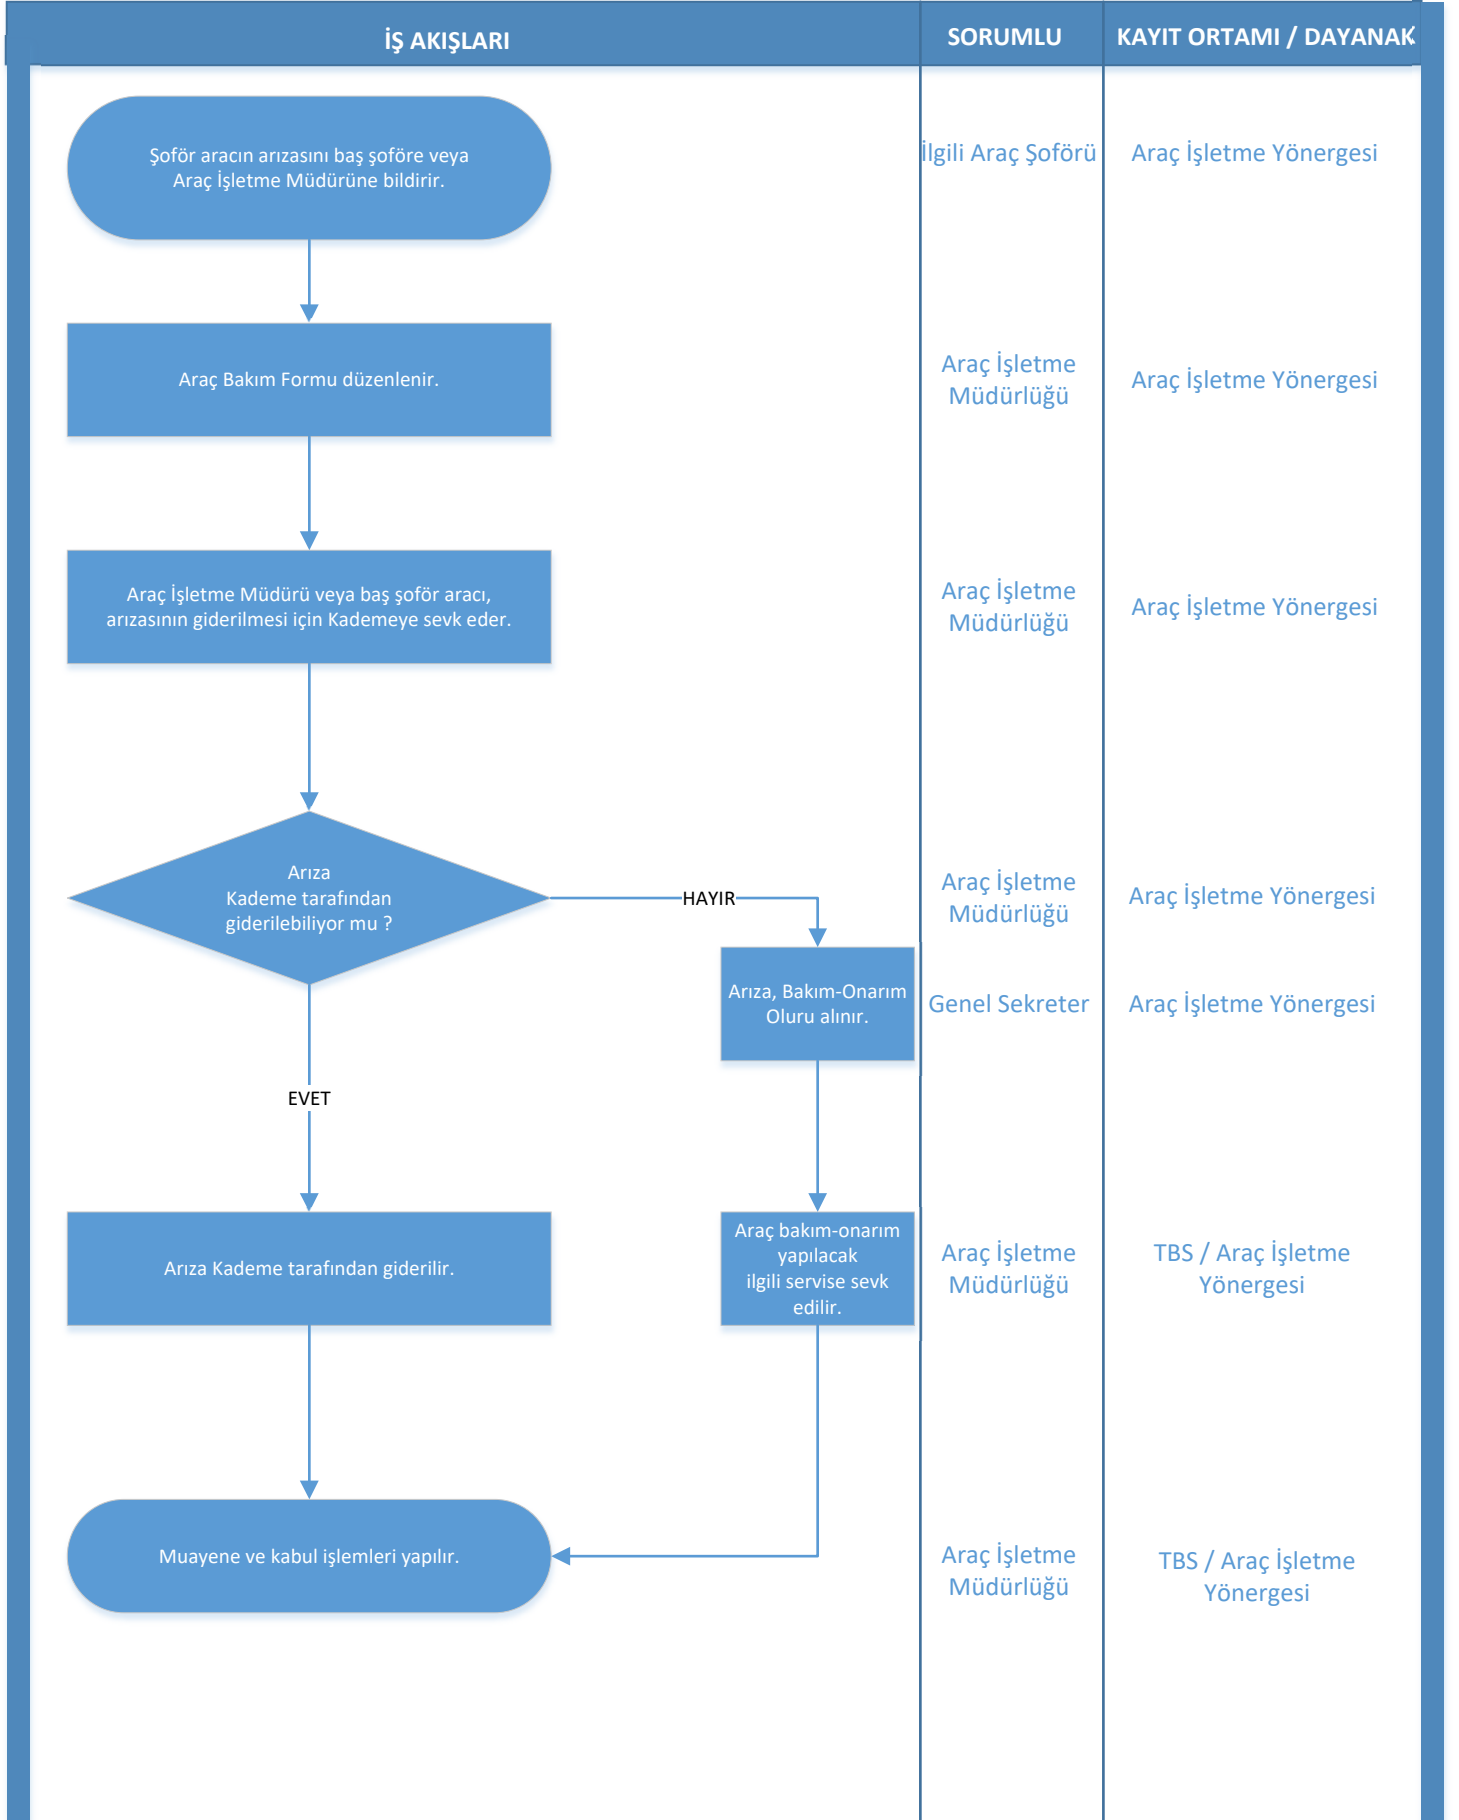 İŞ AKIŞLARI
SORUMLU
KAYIT ORTAMI / DAYANAK
Şoför aracın arızasını baş şoföre veya
Araç İşletme Müdürüne bildirir.
İlgili Araç Şoförü
Araç İşletme Yönergesi
Araç Bakım Formu düzenlenir.
Araç İşletme
Müdürlüğü
Araç İşletme Yönergesi
Araç İşletme Müdürü veya baş şoför aracı,
arızasının giderilmesi için Kademeye sevk eder.
Araç İşletme
Müdürlüğü
Araç İşletme Yönergesi
Arıza
Kademe tarafından
giderilebiliyor mu ?
HAYIR
Araç İşletme
Müdürlüğü
Araç İşletme Yönergesi
Arıza, Bakım-Onarım
Oluru alınır.
Genel Sekreter
Araç İşletme Yönergesi
EVET
Arıza Kademe tarafından giderilir.
Araç bakım-onarım
yapılacak
ilgili servise sevk
edilir.
Araç İşletme
Müdürlüğü
TBS / Araç İşletme
Yönergesi
Muayene ve kabul işlemleri yapılır.
Araç İşletme
Müdürlüğü
TBS / Araç İşletme
Yönergesi